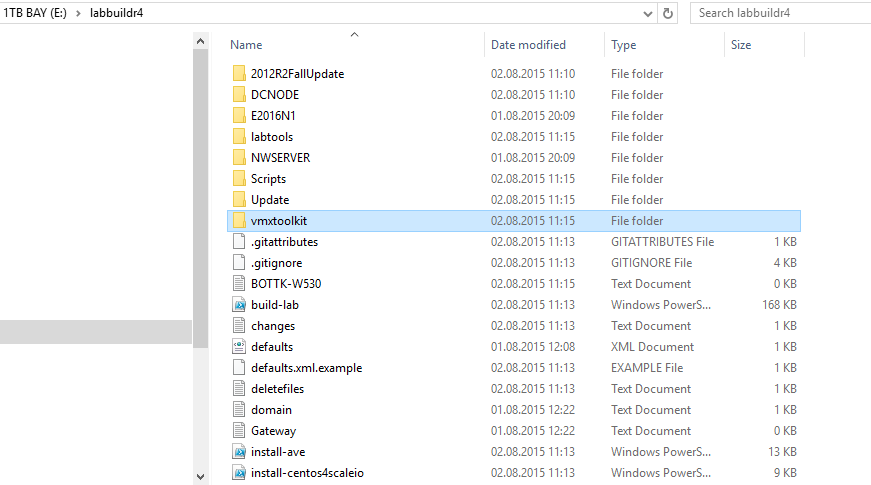 1TB BAY (E:) > labbuildr4 Search labbuildr4
Name Date modified Type Size
2012R2FallUpdate 02.08.2015 11:10 File folder
DCNODE 02.08.2015 11:10 File folder
E2016N1 01.08.2015 20:09 File folder
labtools 02.08.2015 11:15 File folder
NWSERVER 01.08.2015 20:09 File folder
Scripts 02.08.2015 11:15 File folder
Update 02.08.2015 11:15 File folder
vmxtoolkit 02.08.2015 11:15 File folder
.gitattributes 02.08.2015 11:13 GITATTRIBUTES File 1 KB
.gitignore 02.08.2015 11:13 GITIGNORE File 4 KB
BOTTK-W530 02.08.2015 11:15 Text Document 0 KB
build-lab 02.08.2015 11:13 Windows PowerS... 168 KB
changes 02.08.2015 11:13 Text Document 1 KB
defaults 01.08.2015 12:08 XML Document 1 KB
defaults.xml.example 02.08.2015 11:13 EXAMPLE File 1 KB
deletefiles 02.08.2015 11:13 Text Document 1 KB
domain 01.08.2015 12:22 Text Document 1 KB
Gateway 01.08.2015 12:22 Text Document 0 KB
install-ave 02.08.2015 11:13 Windows PowerS... 13 KB
install-centos4scaleio 02.08.2015 11:13 Windows PowerS... 9 KB